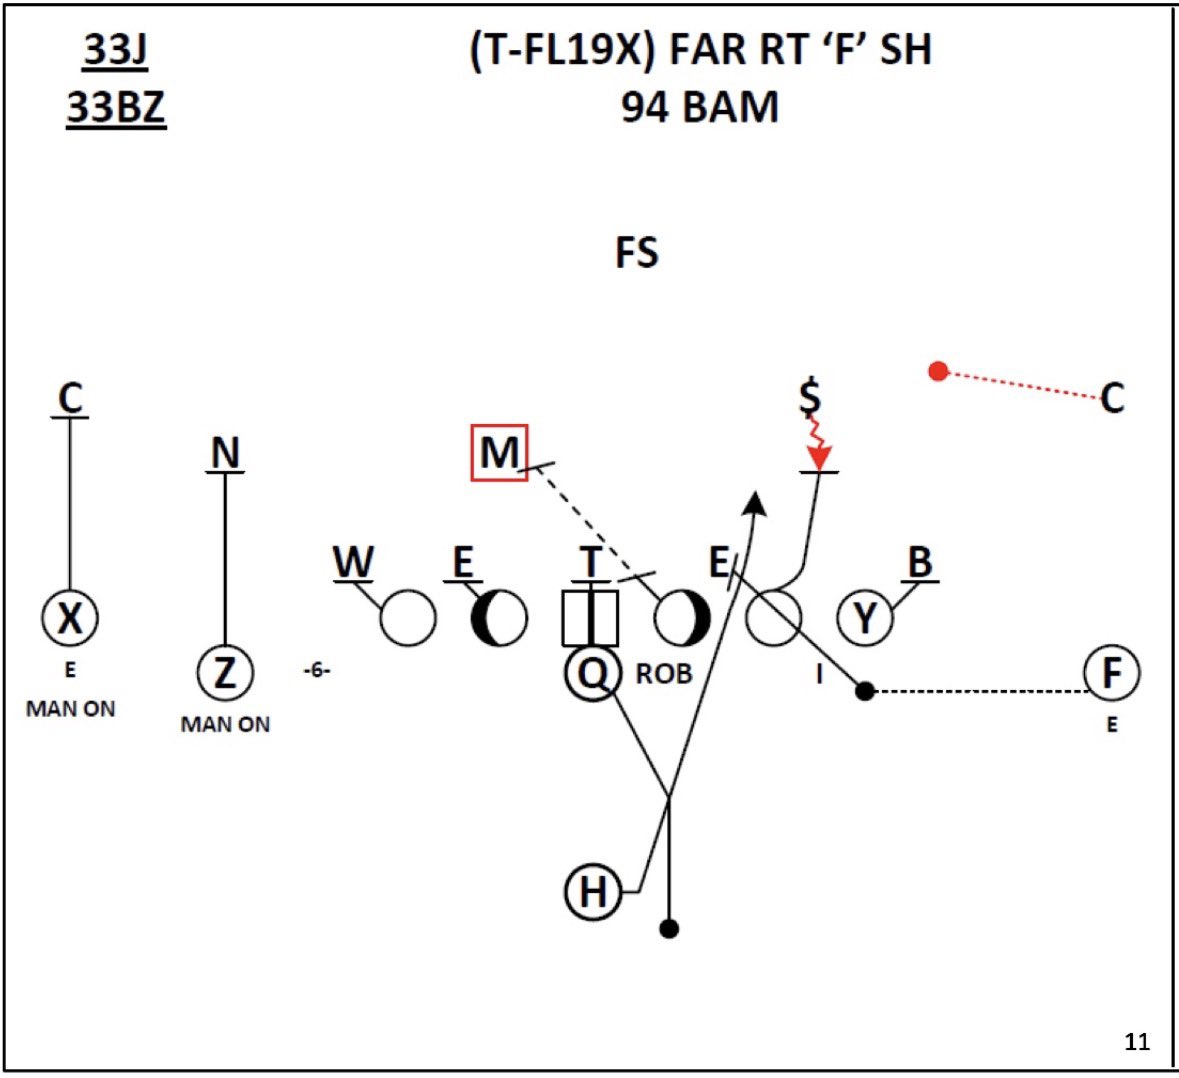 33J
(T-FL19X) FAR RT ‘F’ SH
33BZ
94 BAM
FS
C
$
C
N
M
W
E
T
E
B
X
Y
E
Z
-6-
Q
ROB
I
F
MAN ON
MAN ON
E
H
11